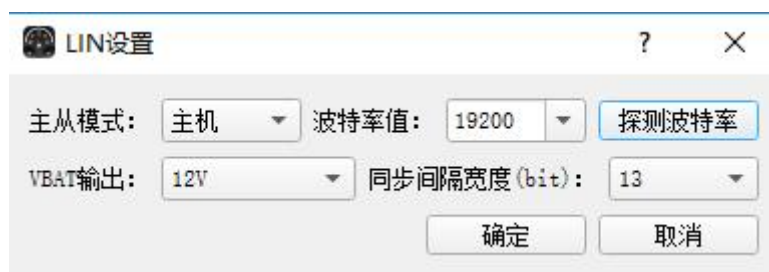 LIN设置 ? ×
主从模式: 主机 波特率值: 19200 探测波特率
VBAT输出: 12V 同步间隔宽度(bit): 13
确定 取消